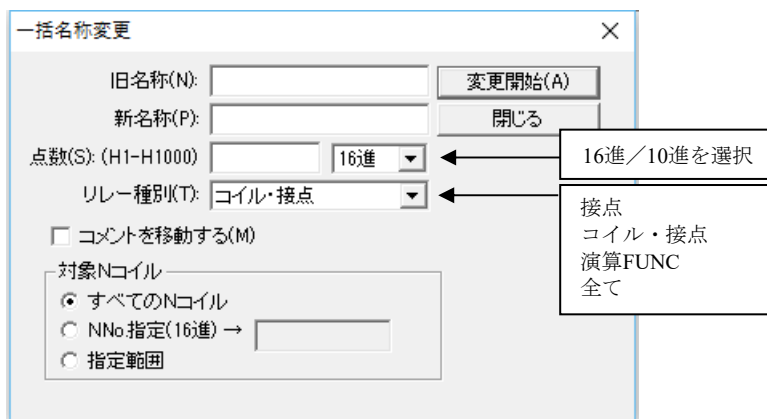 一括名称変更
旧名称(N):
変更開始(A)
新名称(P):
閉じる
点数(S): (H1-H1000)
16進
16進／10進を選択
リレー種別(T):
コイル・接点
接点
コイル・接点
演算FUNC
全て
コメントを移動する(M)
対象Nコイル
すべてのNコイル
NNo.指定(16進) →
指定範囲